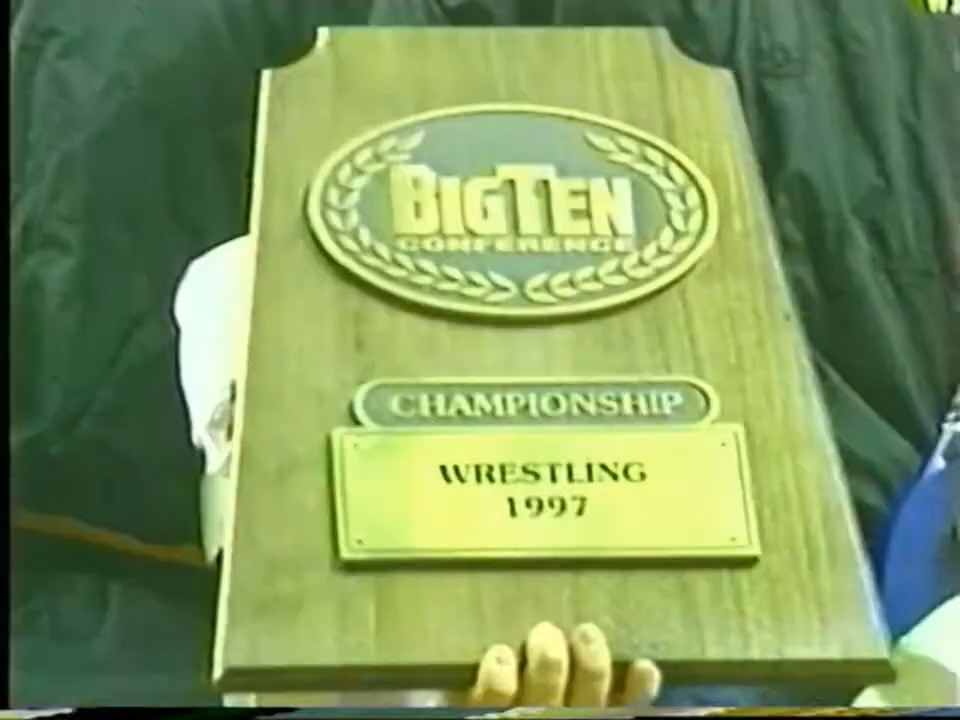 BIGTEN
CONFERENCE
CHAMPIONSHIP
WRESTLING
1997